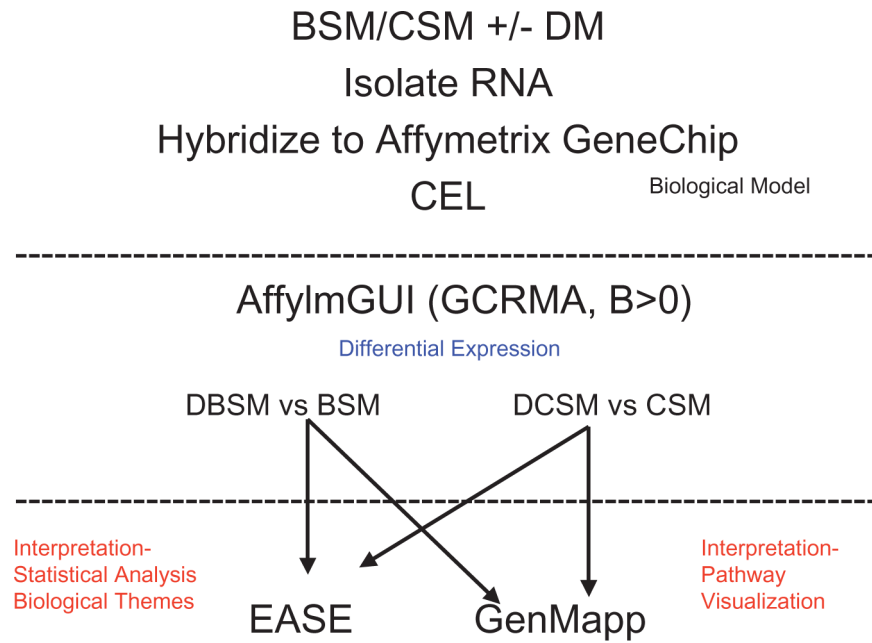 BSM/CSM +/- DM
Isolate RNA
Hybridize to Affymetrix GeneChip
CEL
Biological Model
AffylmGUI (GCRMA, B>0)
Differential Expression
DBSM vs BSM
DCSM vs CSM
Interpretation-
Statistical Analysis
Biological Themes
Interpretation-
Pathway
Visualization
EASE
GenMapp